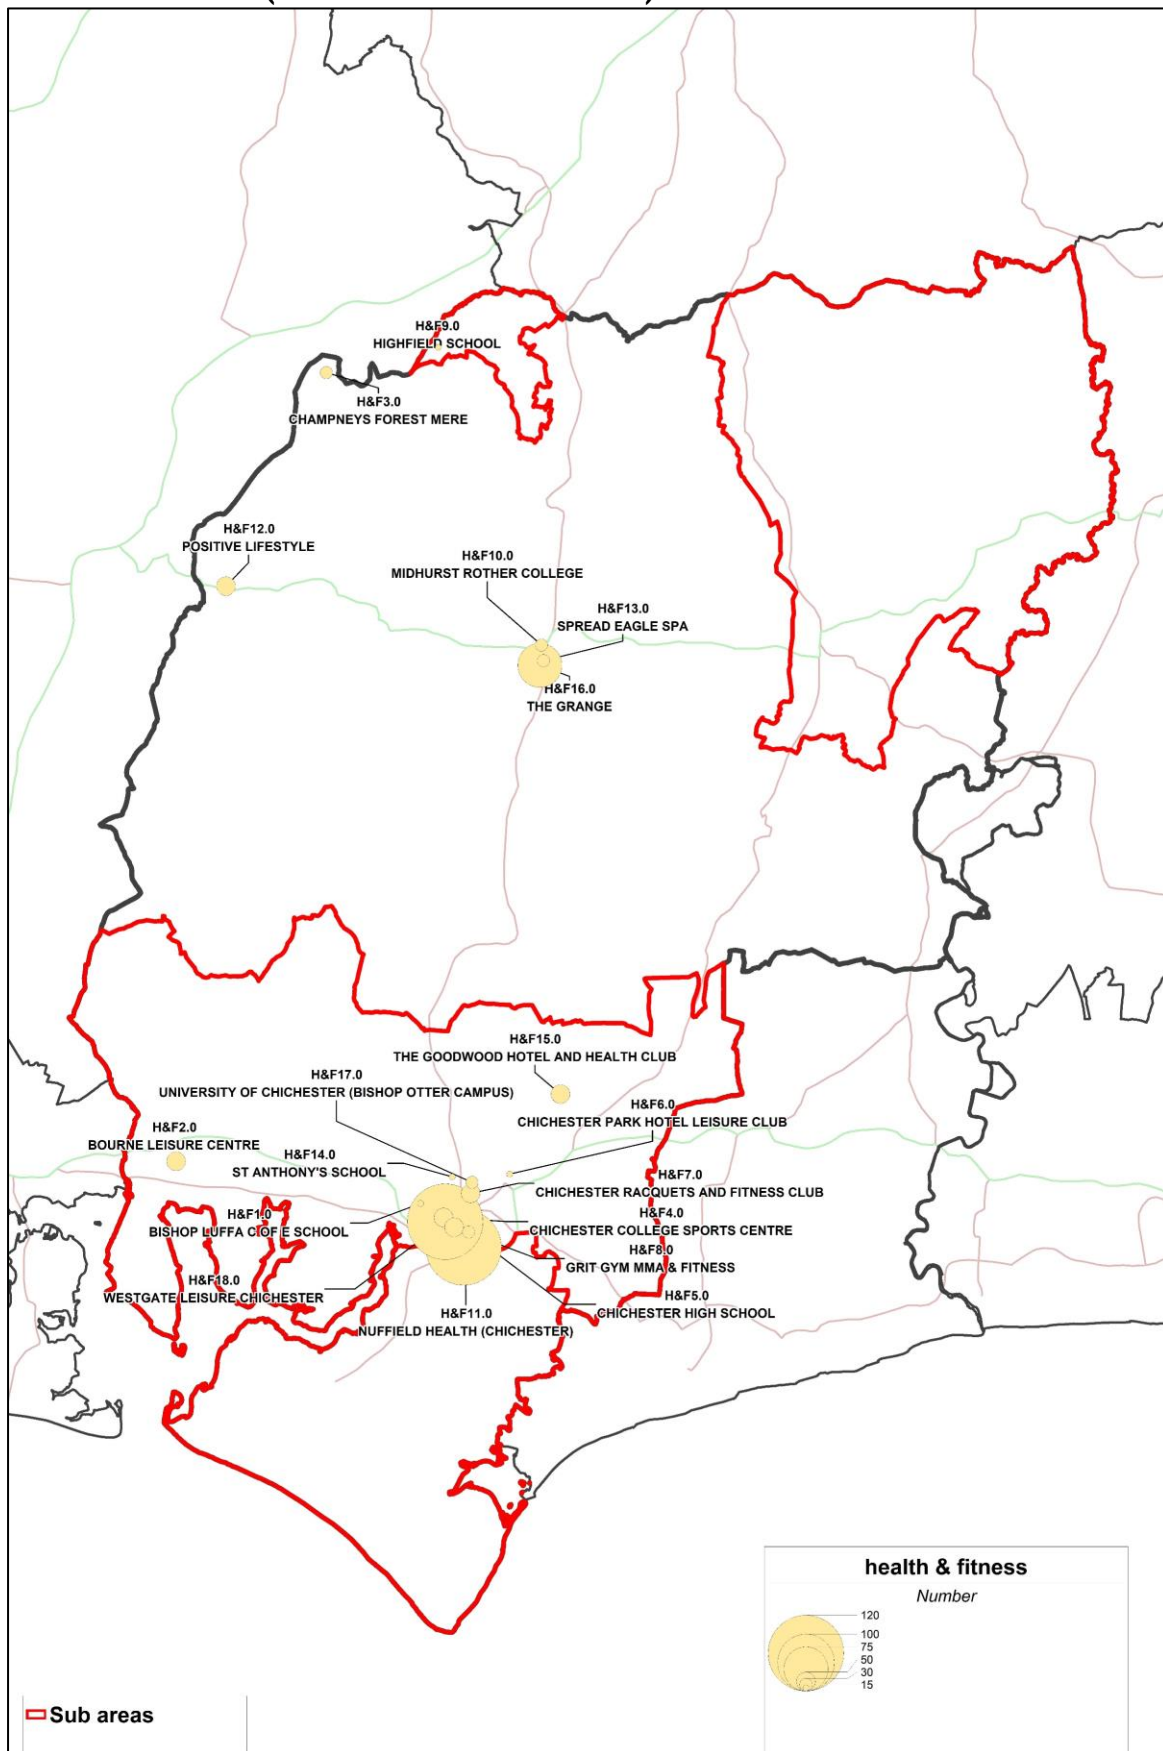 H&F9.0
HIGHFIELD SCHOOL
H&F3.0
CHAMPNEYS FOREST MERE
H&F12.0
POSITIVE LIFESTYLE
H&F10.0
MIDHURST ROTHER COLLEGE
H&F13.0
SPREAD EAGLE SPA
H&F16.0
THE GRANGE
H&F15.0
THE GOODWOOD HOTEL AND HEALTH CLUB
H&F17.0
UNIVERSITY OF CHICHESTER (BISHOP OTTER CAMPUS)
H&F6.0
CHICHESTER PARK HOTEL LEISURE CLUB
H&F2.0
BOURNE LEISURE CENTRE
H&F14.0
ST ANTHONY'S SCHOOL
H&F7.0
CHICHESTER RACQUETS AND FITNESS CLUB
H&F1.0
BISHOP LUFFA C OF E SCHOOL
H&F4.0
CHICHESTER COLLEGE SPORTS CENTRE
H&F8.0
GRIT GYM MMA & FITNESS
H&F18.0
WESTGATE LEISURE CHICHESTER
H&F5.0
CHICHESTER HIGH SCHOOL
H&F11.0
NUFFIELD HEALTH (CHICHESTER)
health & fitness
Number
120
100
75
50
30
15
Sub areas